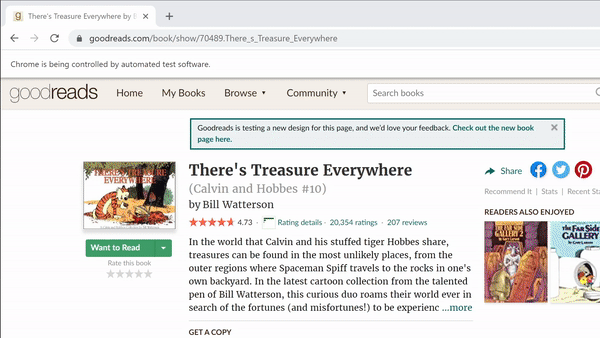 There's Treasure Everywhere by B
goodreads.com/book/show/70489.There_s_Treasure_Everywhere
Chrome is being controlled by automated test software.
goodreads Home My Books Browse Community Search books
Goodreads is testing a new design for this page, and we'd love your feedback. Check out the new book
page here.
There's Treasure Everywhere
(Calvin and Hobbes #10)
by Bill Watterson
4.73 · Rating details · 20,354 ratings · 207 reviews
In the world that Calvin and his stuffed tiger Hobbes share,
treasures can be found in the most unlikely places, from the
outer regions where Spaceman Spiff travels to the rocks in one's
own backyard. In the latest cartoon collection from the talented
pen of Bill Watterson, this curious duo roams their world ever in
search of the fortunes (and misfortunes!) to be experienc ...more
GET A COPY
THERE'S TREASURE
EVERYWHERE
Want to Read
Rate this book
Share
Recommend It | Stats | Recent Sta
READERS ALSO ENJOYED
THE FAR SIDE
GALLERY 2
THE FAR SIDE
GALLERY